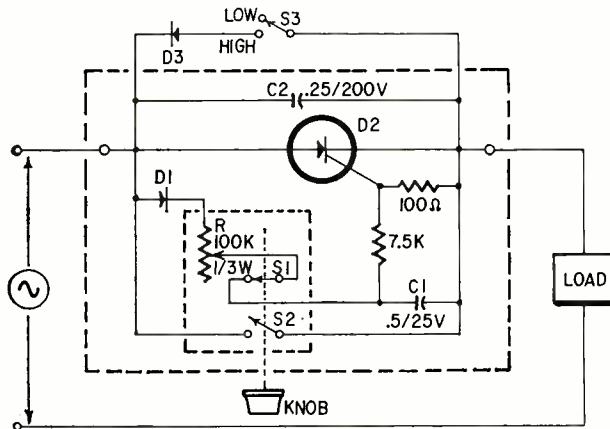 LOW
S3
HIGH
D3
C2 .25/200V
D2
D1
100Ω
R
100K
1/3W
S1
7.5K
C1
.5/25V
S2
LOAD
KNOB